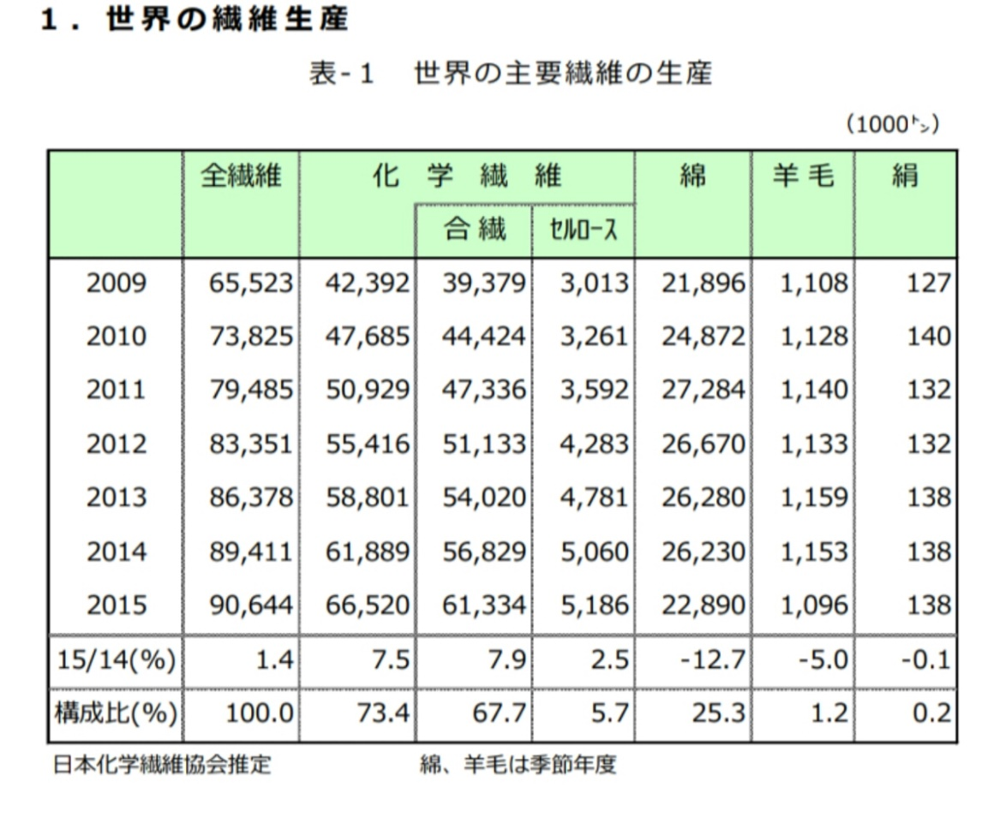 1．世界の繊維生産
表-1　世界の主要繊維の生産
（1000㌧）
全繊維 化学繊維 綿 羊毛 絹
合繊 ｾﾙﾛｰｽ
2009 65,523 42,392 39,379 3,013 21,896 1,108 127
2010 73,825 47,685 44,424 3,261 24,872 1,128 140
2011 79,485 50,929 47,336 3,592 27,284 1,140 132
2012 83,351 55,416 51,133 4,283 26,670 1,133 132
2013 86,378 58,801 54,020 4,781 26,280 1,159 138
2014 89,411 61,889 56,829 5,060 26,230 1,153 138
2015 90,644 66,520 61,334 5,186 22,890 1,096 138
15/14(%) 1.4 7.5 7.9 2.5 -12.7 -5.0 -0.1
構成比(%) 100.0 73.4 67.7 5.7 25.3 1.2 0.2
日本化学繊維協会推定 綿、羊毛は季節年度